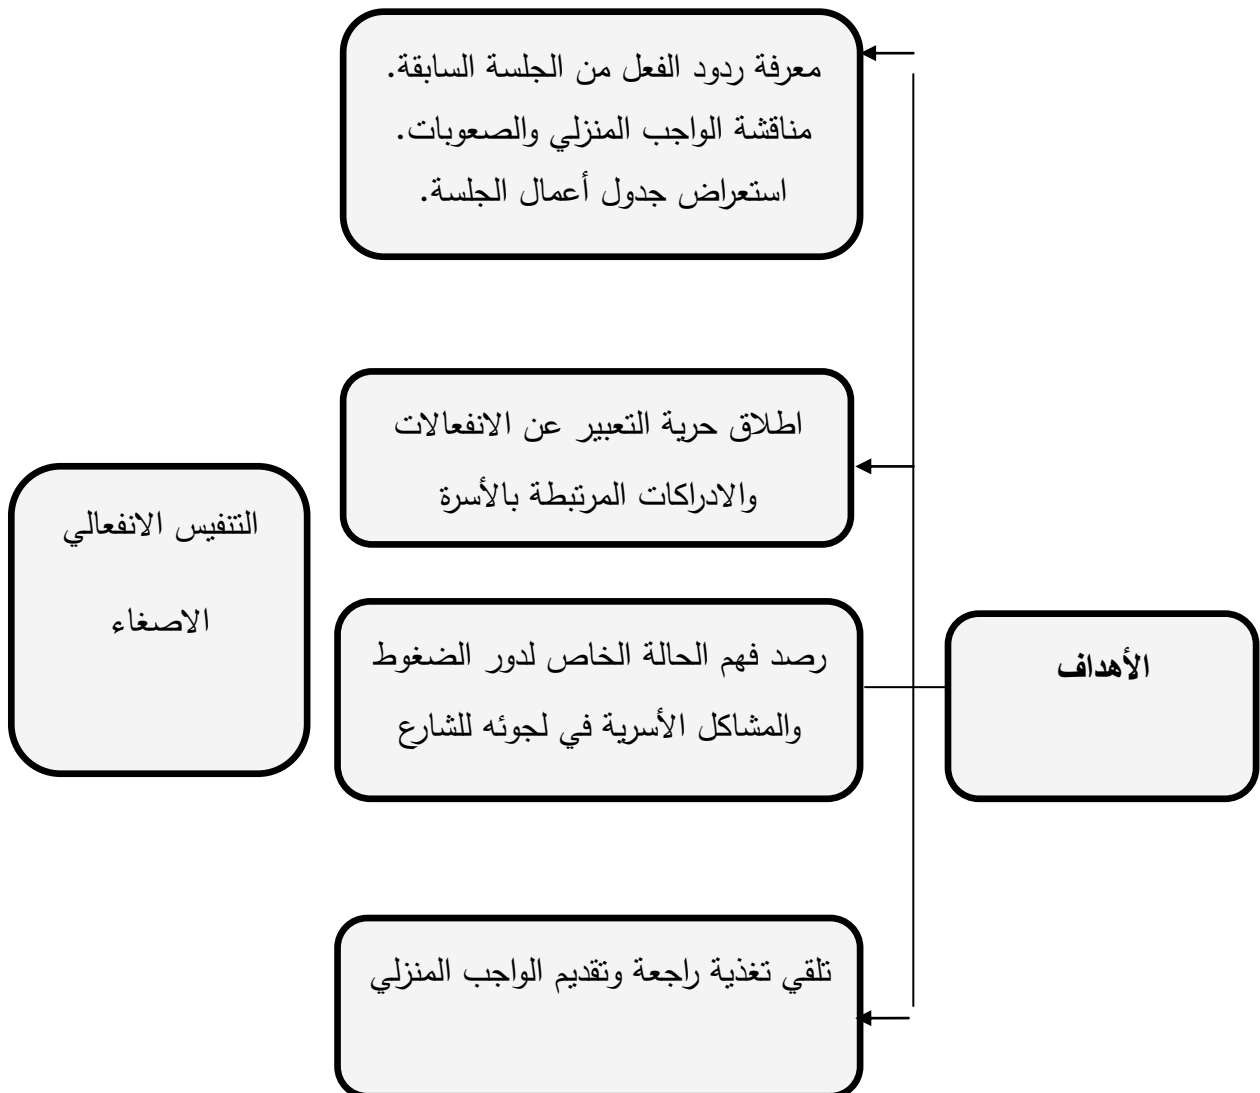 معرفة ردود الفعل من الجلسة السابقة.
مناقشة الواجب المنزلي والصعوبات.
استعراض جدول أعمال الجلسة.
اطلاق حرية التعبير عن الانفعالات
والادراكات المرتبطة بالأسرة
التنفيس الانفعالي
الاصغاء
رصد فهم الحالة الخاص لدور الضغوط
والمشاكل الأسرية في لجوئه للشارع
الأهداف
تلقي تغذية راجعة وتقديم الواجب المنزلي